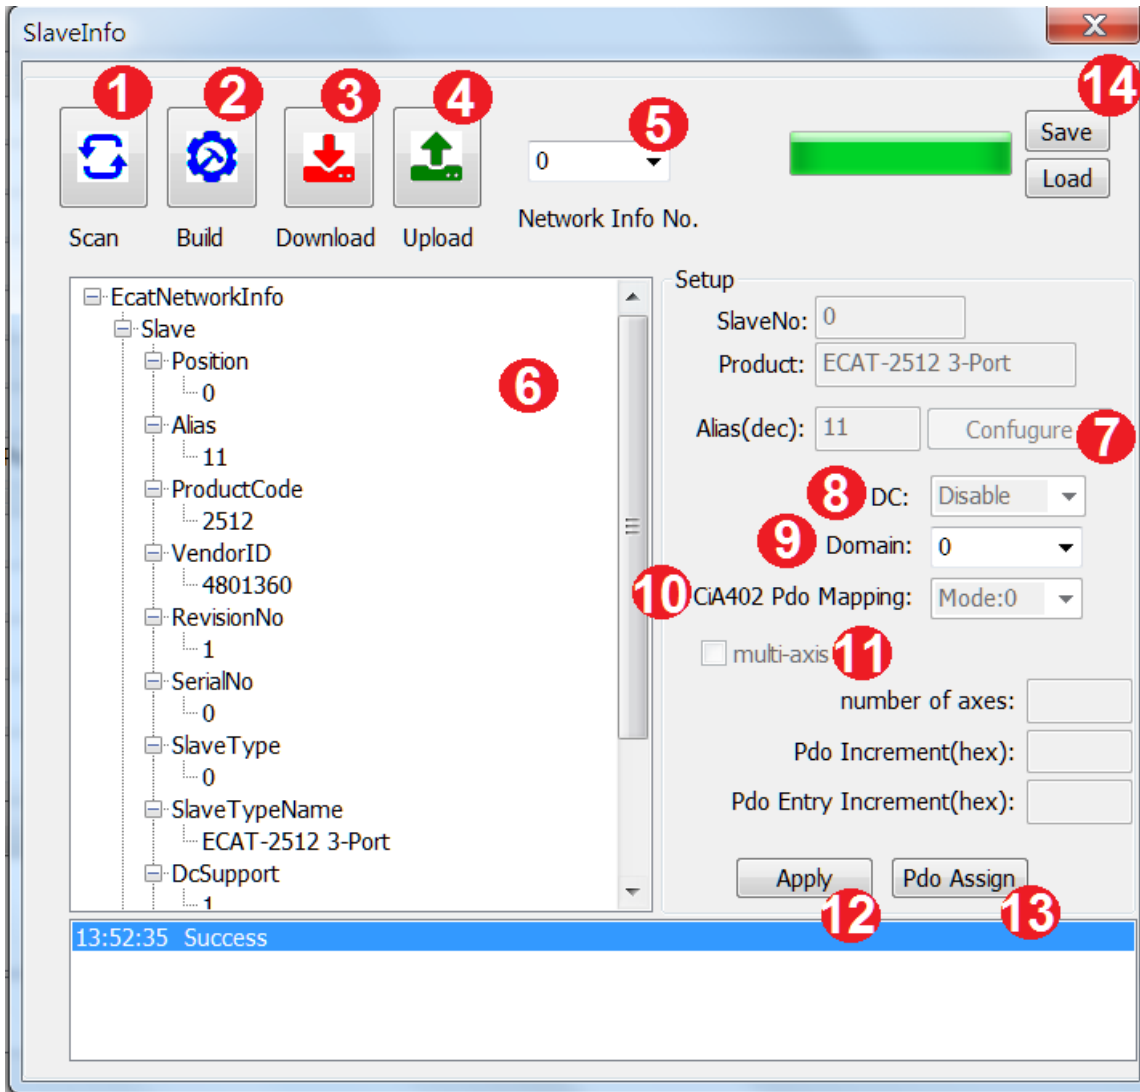 SlaveInfo
X
1
2
3
4
5
14
Scan
Build
Download
Upload
0
Network Info No.
Save
Load
EcatNetworkInfo
Slave
Position
0
Alias
11
ProductCode
2512
VendorID
4801360
RevisionNo
1
SerialNo
0
SlaveType
0
SlaveTypeName
ECAT-2512 3-Port
DcSupport
1
6
Setup
SlaveNo: 0
Product: ECAT-2512 3-Port
Alias(dec): 11 Confugure 7
8 DC: Disable
9 Domain: 0
10 CiA402 Pdo Mapping: Mode:0
multi-axis 11
number of axes:
Pdo Increment(hex):
Pdo Entry Increment(hex):
Apply Pdo Assign
12 13
13:52:35 Success